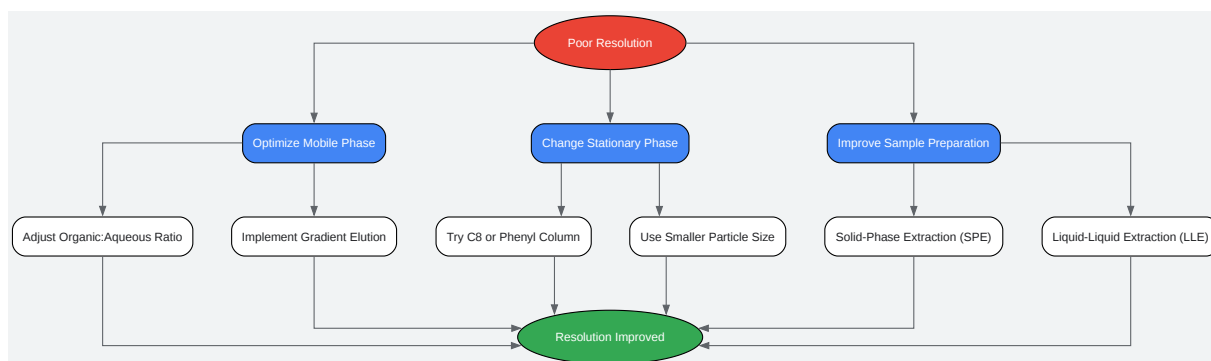 Poor Resolution
Optimize Mobile Phase
Change Stationary Phase
Improve Sample Preparation
Adjust Organic:Aqueous Ratio
Implement Gradient Elution
Try C8 or Phenyl Column
Use Smaller Particle Size
Solid-Phase Extraction (SPE)
Liquid-Liquid Extraction (LLE)
Resolution Improved